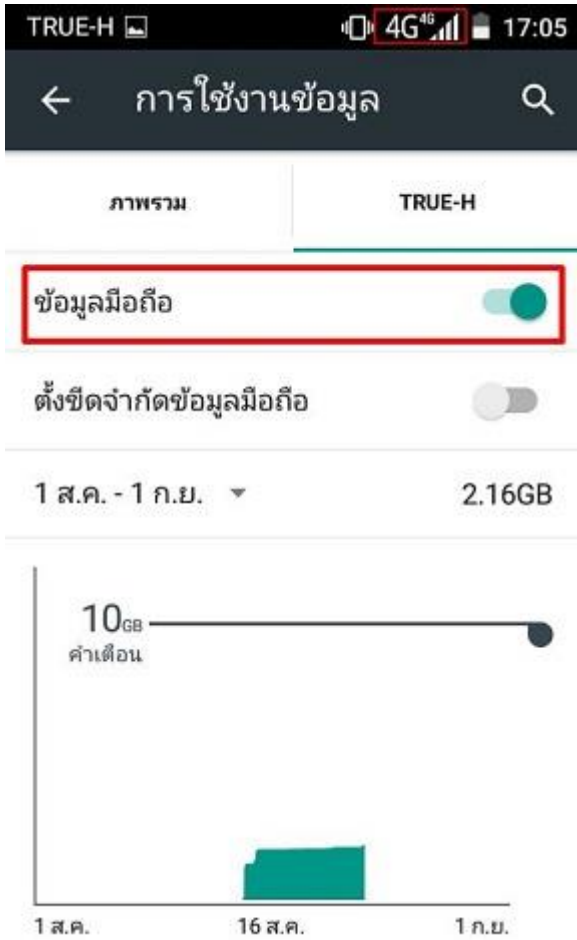 TRUE-H 4G 4G 17:05
การใช้งานข้อมูล
ภาพรวม TRUE-H
ข้อมูลมือถือ
ตั้งขีดจำกัดข้อมูลมือถือ
1 ส.ค. - 1 ก.ย. 2.16GB
10GB
คำเตือน
1 ส.ค. 16 ส.ค. 1 ก.ย.